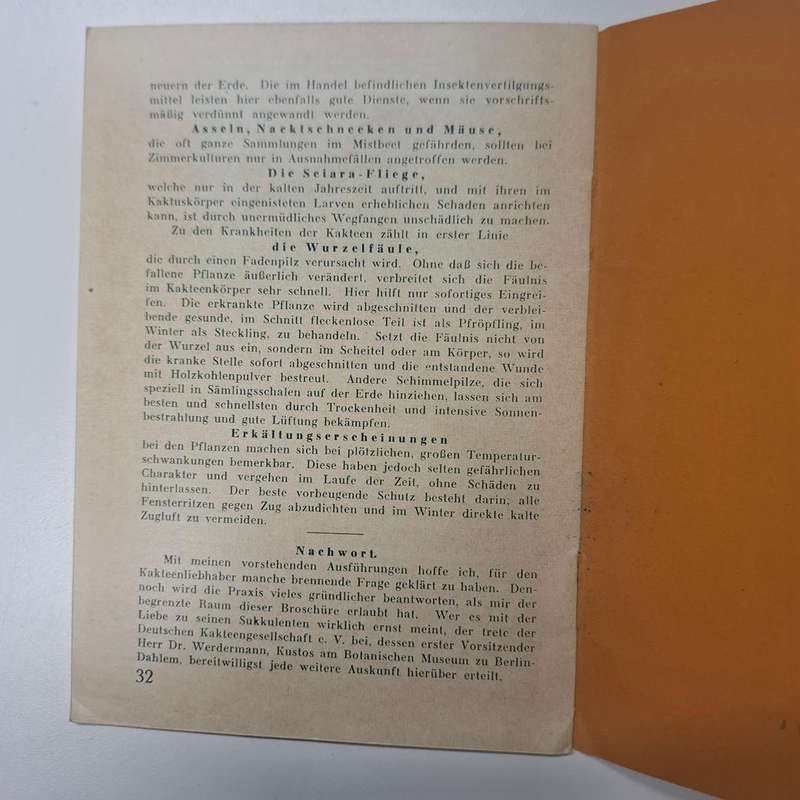 neuern der Erde. Die im Handel befindlichen Insektenvertilgungs-
mittel leisten hier ebenfalls gute Dienste, wenn sie vorschrifts-
mäßig verdünnt angewandt werden.
Asseln, Nacktschnecken und Mäuse,
die oft ganze Sammlungen im Mistbeet gefährden, sollten bei
Zimmerkulturen nur in Ausnahmefällen angetroffen werden.
Die Sciara-Fliege,
welche nur in der kalten Jahreszeit auftritt, und mit ihren im
Kaktuskörper eingenisteten Larven erheblichen Schaden anrichten
kann, ist durch unermüdliches Wegfangen unschädlich zu machen.
Zu den Krankheiten der Kakteen zählt in erster Linie
die Wurzelfäule,
die durch einen Fadenpilz verursacht wird. Ohne daß sich die be-
fallene Pflanze äußerlich verändert, verbreitet sich die Fäulnis
im Kakteenkörper sehr schnell. Hier hilft nur sofortiges Eingrei-
fen. Die erkrankte Pflanze wird abgeschnitten und der verblei-
bende gesunde, im Schnitt fleckenlose Teil ist als Pfröpfling, im
Winter als Steckling, zu behandeln. Setzt die Fäulnis nicht von
der Wurzel aus ein, sondern im Scheitel oder am Körper, so wird
die kranke Stelle sofort abgeschnitten und die entstandene Wunde
mit Holzkohlenpulver bestreut. Andere Schimmelpilze, die sich
speziell in Sämlingsschalen auf der Erde hinziehen, lassen sich am
besten und schnellsten durch Trockenheit und intensive Sonnen-
bestrahlung und gute Lüftung bekämpfen.
Erkältungserscheinungen
bei den Pflanzen machen sich bei plötzlichen, großen Temperatur-
schwankungen bemerkbar. Diese haben jedoch selten gefährlichen
Charakter und vergehen im Laufe der Zeit, ohne Schäden zu
hinterlassen. Der beste vorbeugende Schutz besteht darin, alle
Fensterritzen gegen Zug abzudichten und im Winter direkte kalte
Zugluft zu vermeiden.
Nachwort.
Mit meinen vorstehenden Ausführungen hoffe ich, für den
Kakteenliebhaber manche brennende Frage geklärt zu haben. Den-
noch wird die Praxis vieles gründlicher beantworten, als mir der
begrenzte Raum dieser Broschüre erlaubt hat. Wer es mit der
Liebe zu seinen Sukkulenten wirklich ernst meint, der trete der
Deutschen Kakteengesellschaft e. V. bei, dessen erster Vorsitzender
Herr Dr. Werdermann, Kustos am Botanischen Museum zu Berlin-
Dahlem, bereitwilligst jede weitere Auskunft hierüber erteilt.
32